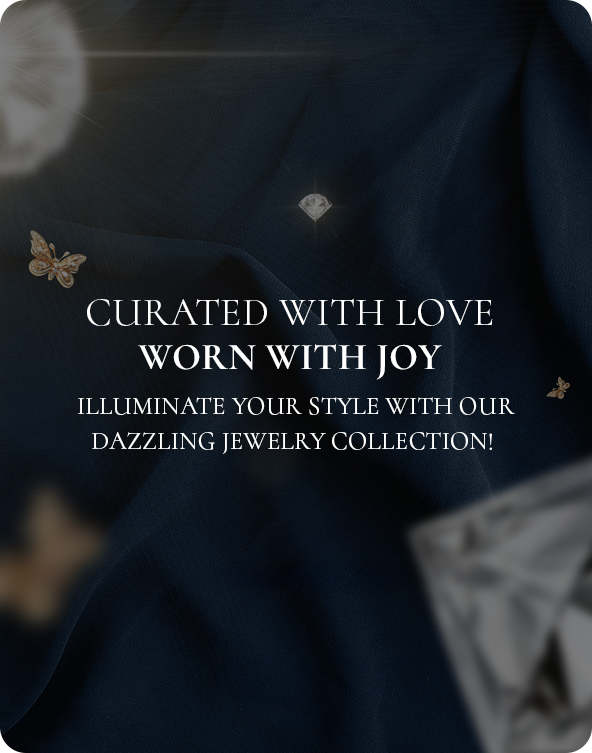 CURATED WITH LOVE
WORN WITH JOY
ILLUMINATE YOUR STYLE WITH OUR
DAZZLING JEWELRY COLLECTION!